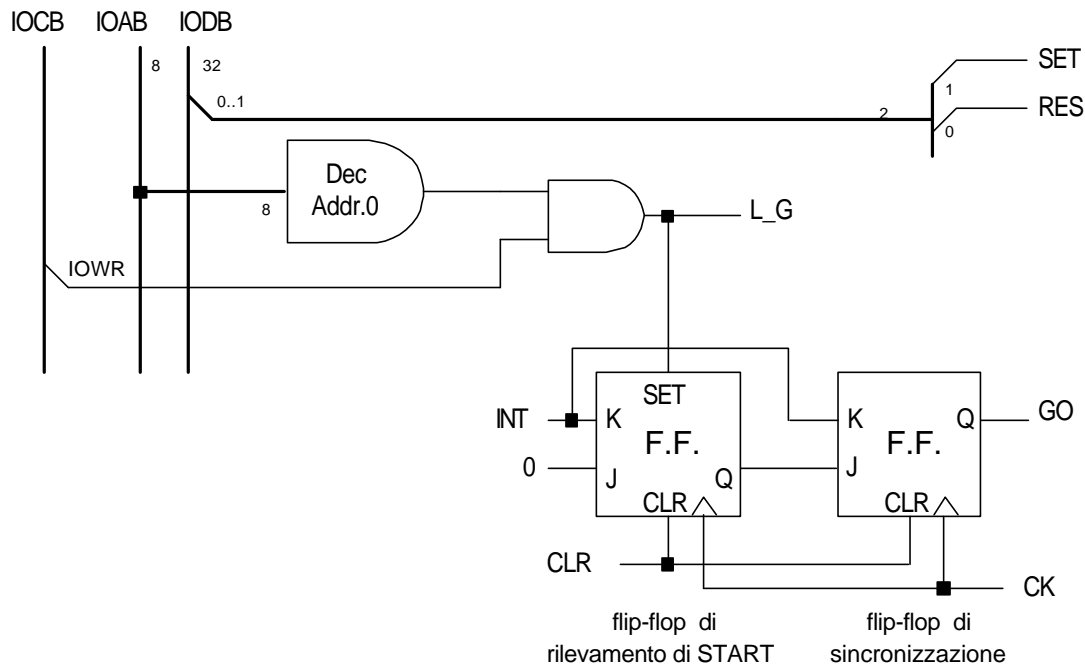 IOCB IOAB IODB
8 32
0..1
2
1
SET
RES
0
Dec
Addr.0
8
L_G
IOWR
SET
INT
K
F.F.
0
J
Q
CLR
K
Q
GO
F.F.
J
CLR
CLR
CK
flip-flop di
rilevamento di START
flip-flop di
sincronizzazione